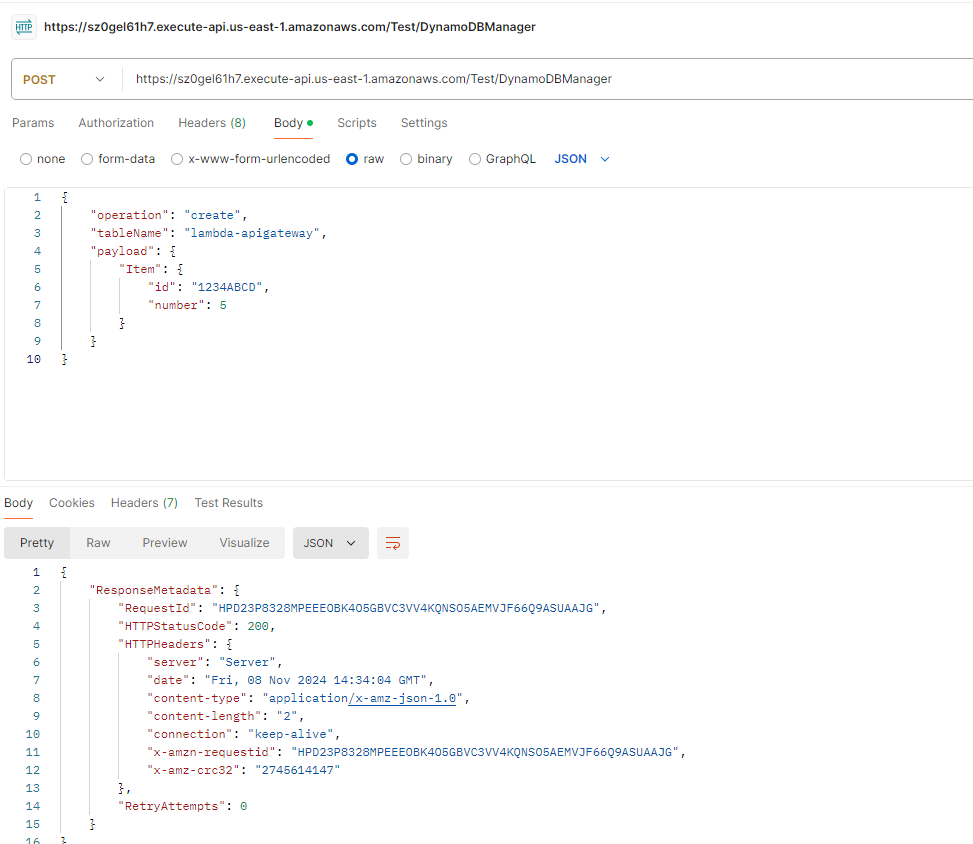 HTTP https://sz0gel61h7.execute-api.us-east-1.amazonaws.com/Test/DynamoDBManager
POST https://sz0gel61h7.execute-api.us-east-1.amazonaws.com/Test/DynamoDBManager
Params Authorization Headers (8) Body Scripts Settings
none form-data x-www-form-urlencoded raw binary GraphQL JSON
1 {
2 "operation": "create",
3 "tableName": "lambda-apigateway",
4 "payload": {
5 "Item": {
6 "id": "1234ABCD",
7 "number": 5
8 }
9 }
10 }
Body Cookies Headers (7) Test Results
Pretty Raw Preview Visualize JSON
1 {
2 "ResponseMetadata": {
3 "RequestId": "HPD23P8328MPEEEOBK4O5GBVC3VV4KQNSO5AEMVJF66Q9ASUAAJG",
4 "HTTPStatusCode": 200,
5 "HTTPHeaders": {
6 "server": "Server",
7 "date": "Fri, 08 Nov 2024 14:34:04 GMT",
8 "content-type": "application/x-amz-json-1.0",
9 "content-length": "2",
10 "connection": "keep-alive",
11 "x-amzn-requestid": "HPD23P8328MPEEEOBK4O5GBVC3VV4KQNSO5AEMVJF66Q9ASUAAJG",
12 "x-amz-crc32": "2745614147"
13 },
14 "RetryAttempts": 0
15 }
16 }